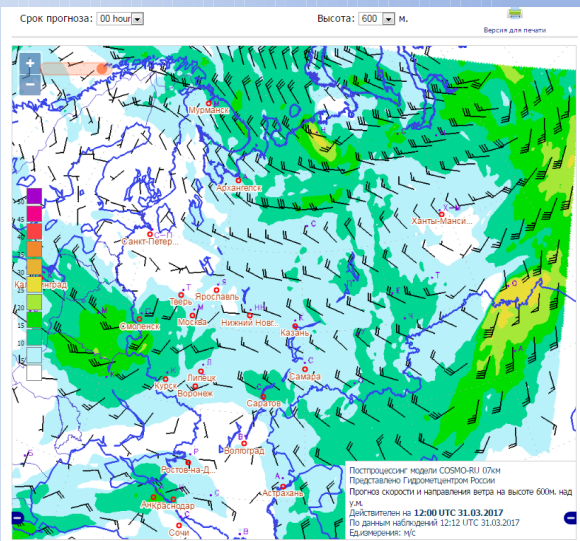 Срок прогноза: 00 hour
Высота: 600 м.
Версия для печати
Мурманск
Архангельск
Ханты-Манси...
Санкт-Петер...
50
45
40
35
30
25
20
15
10
5
Тверь
Ярославль
Смоленск
Москва
Нижний Новг...
Казань
Самара
Курск
Липецк
Воронеж
Саратов
Волгоград
Ростов-на-Д...
Астрахань
Краснодар
Сочи
Постпроцессинг модели COSMO-RU 07км
Представлено Гидрометцентром России
Прогноз скорости и направления ветра на высоте 600м. над
у.м.
Действителен на 12:00 UTC 31.03.2017
По данным наблюдений 12:12 UTC 31.03.2017
Ед.измерения: м/с